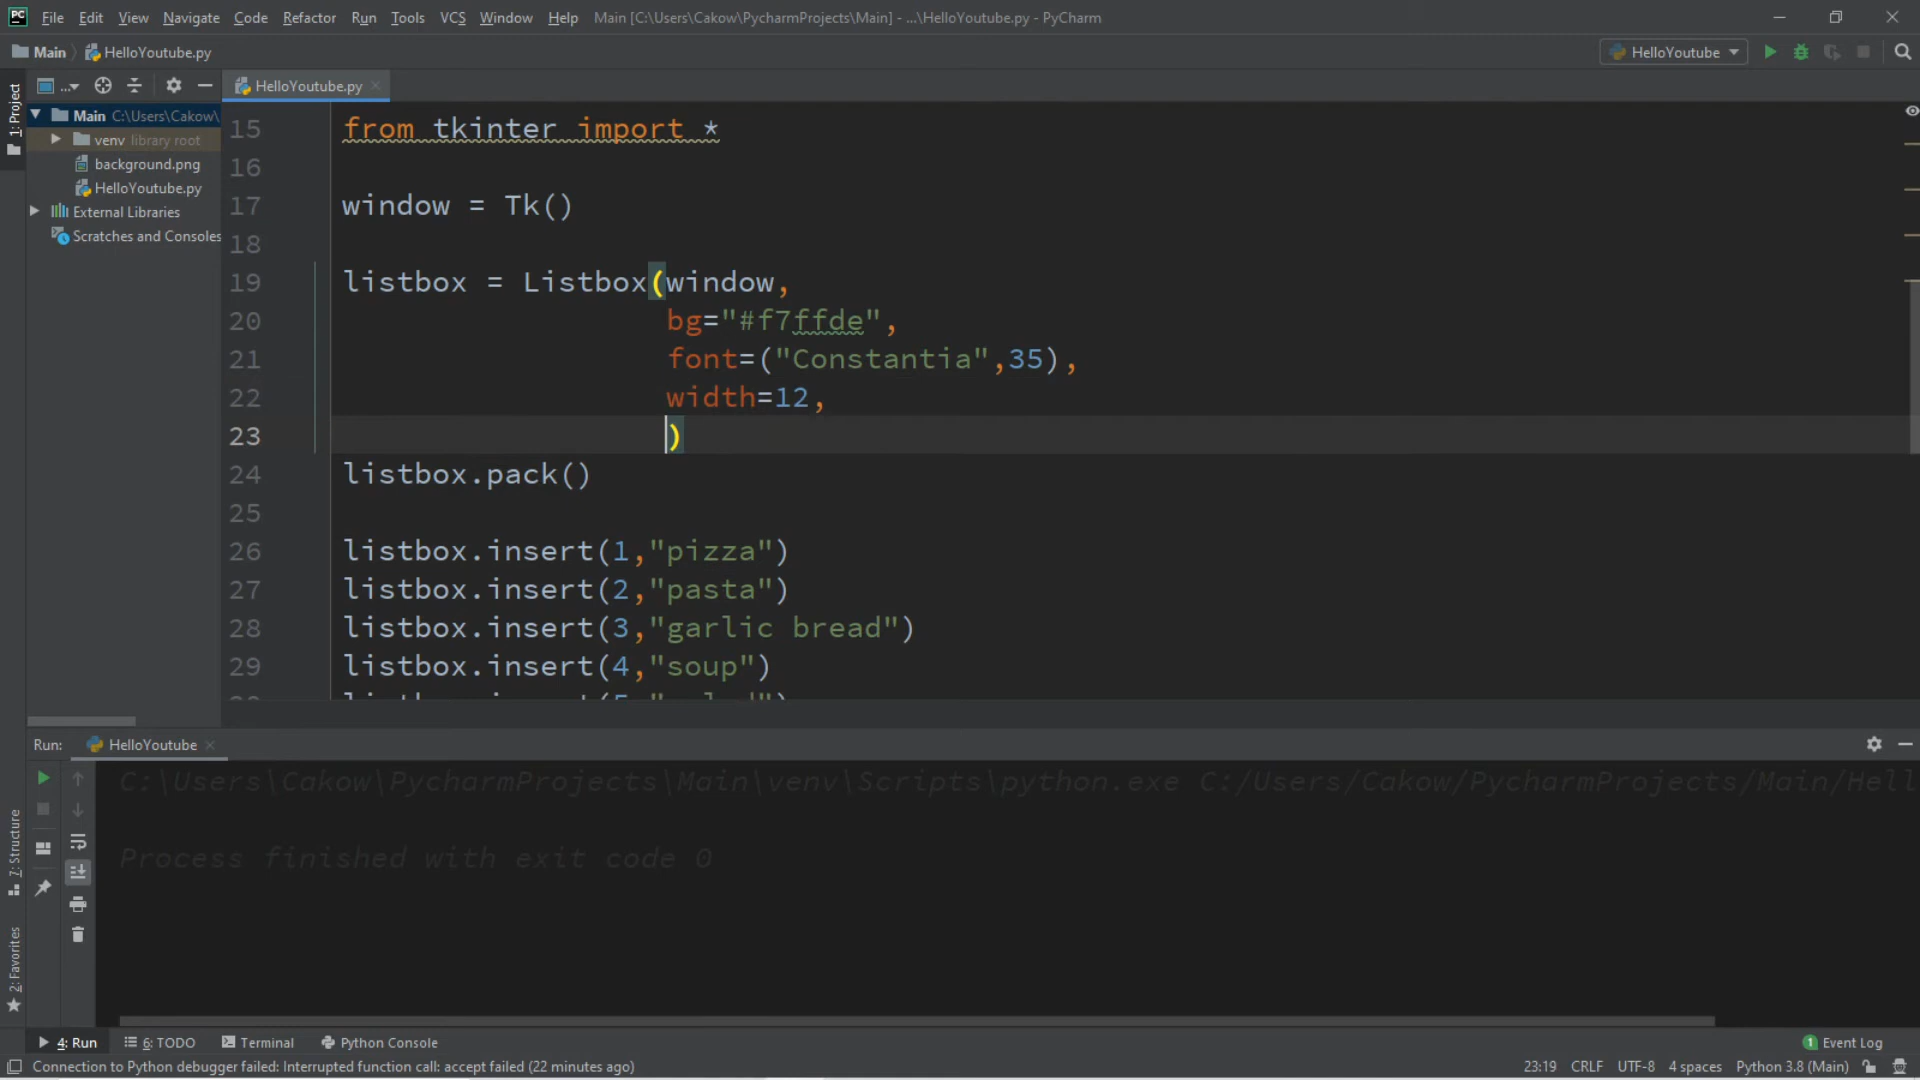 PC File Edit View Navigate Code Refactor Run Tools VCS Window Help Main [C:\Users\Cakow\PycharmProjects\Main] - ...\HelloYoutube.py - PyCharm
Main HelloYoutube.py HelloYoutube
1: Project
... HelloYoutube.py
Main C:\Users\Cakow\
venv library root
background.png
HelloYoutube.py
External Libraries
Scratches and Consoles
15 from tkinter import *
16
17 window = Tk()
18
19 listbox = Listbox(window,
20 bg="#f7ffde",
21 font=("Constantia",35),
22 width=12,
23 )
24 listbox.pack()
25
26 listbox.insert(1,"pizza")
27 listbox.insert(2,"pasta")
28 listbox.insert(3,"garlic bread")
29 listbox.insert(4,"soup")
Run: HelloYoutube
C:\Users\Cakow\PycharmProjects\Main\venv\Scripts\python.exe C:/Users/Cakow/PycharmProjects/Main/Hell
Process finished with exit code 0
7: Structure
2: Favorites
4: Run 6: TODO Terminal Python Console 1 Event Log
Connection to Python debugger failed: Interrupted function call: accept failed (22 minutes ago) 23:19 CRLF UTF-8 4 spaces Python 3.8 (Main)